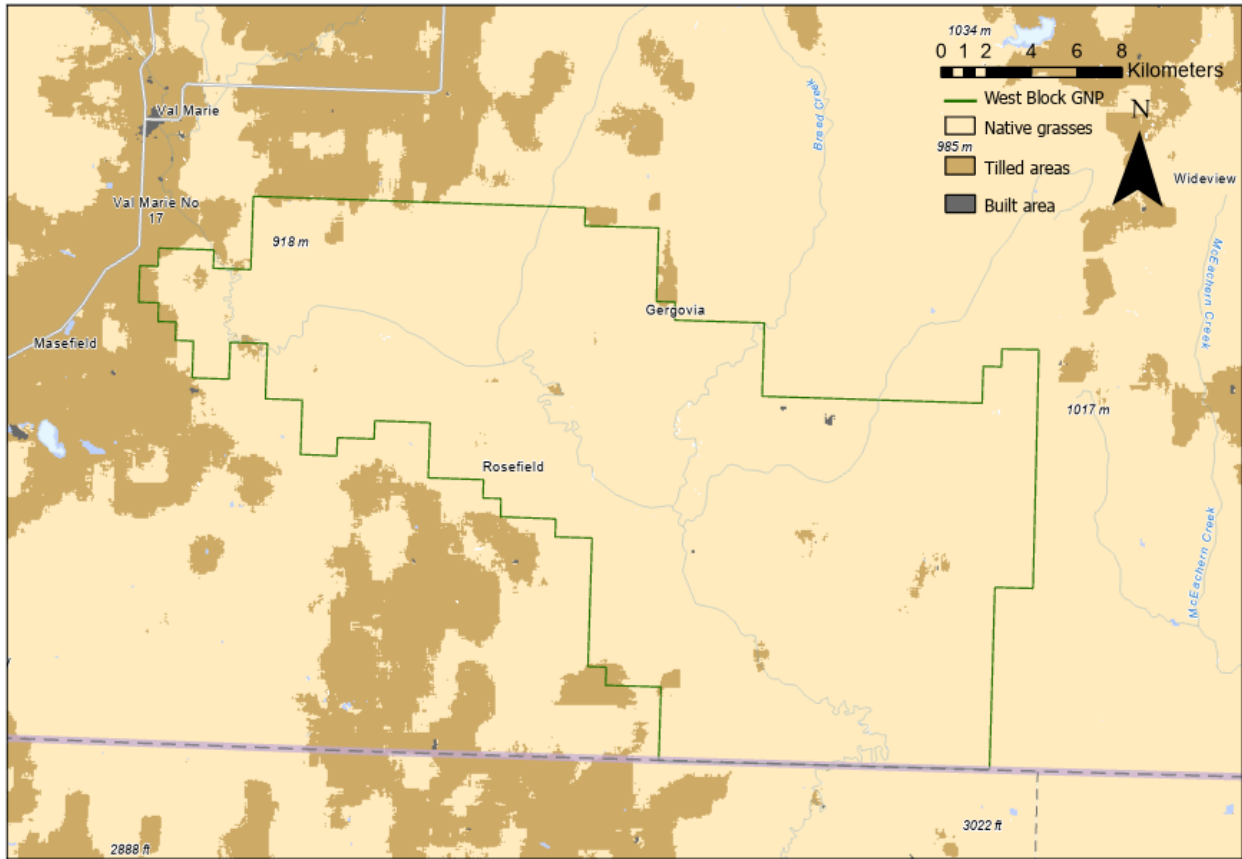 1034 m
0 1 2 4 6 8
Kilometers
West Block GNP
Native grasses
985 m
Tilled areas
Built area
N
Wideview
Val Marie
Val Marie No
17
918 m
Masefield
Gergovia
Breed Creek
McEachern Creek
1017 m
Rosefield
McEachern Creek
2888 ft
3022 ft